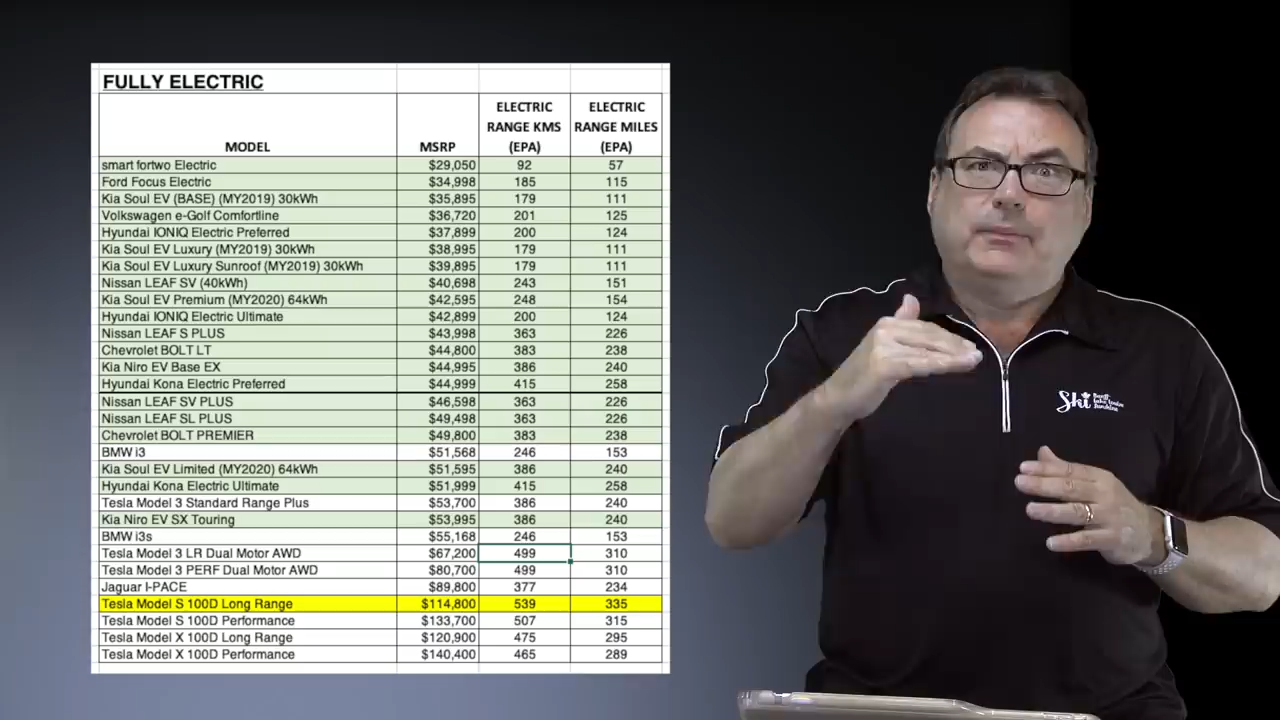 FULLY ELECTRIC
MODEL MSRP ELECTRIC RANGE KMS (EPA) ELECTRIC RANGE MILES (EPA)
smart fortwo Electric $29,050 92 57
Ford Focus Electric $34,998 185 115
Kia Soul EV (BASE) (MY2019) 30kWh $35,895 179 111
Volkswagen e-Golf Comfortline $36,720 201 125
Hyundai IONIQ Electric Preferred $37,899 200 124
Kia Soul EV Luxury (MY2019) 30kWh $38,995 179 111
Kia Soul EV Luxury Sunroof (MY2019) 30kWh $39,895 179 111
Nissan LEAF SV (40kWh) $40,698 243 151
Kia Soul EV Premium (MY2020) 64kWh $42,595 248 154
Hyundai IONIQ Electric Ultimate $42,899 200 124
Nissan LEAF S PLUS $43,998 363 226
Chevrolet BOLT LT $44,800 383 238
Kia Niro EV Base EX $44,995 386 240
Hyundai Kona Electric Preferred $44,999 415 258
Nissan LEAF SV PLUS $46,598 363 226
Nissan LEAF SL PLUS $49,498 363 226
Chevrolet BOLT PREMIER $49,800 383 238
BMW i3 $51,568 246 153
Kia Soul EV Limited (MY2020) 64kWh $51,595 386 240
Hyundai Kona Electric Ultimate $51,999 415 258
Tesla Model 3 Standard Range Plus $53,700 386 240
Kia Niro EV SX Touring $53,995 386 240
BMW i3s $55,168 246 153
Tesla Model 3 LR Dual Motor AWD $67,200 499 310
Tesla Model 3 PERF Dual Motor AWD $80,700 499 310
Jaguar I-PACE $89,800 377 234
Tesla Model S 100D Long Range $114,800 539 335
Tesla Model S 100D Performance $133,700 507 315
Tesla Model X 100D Long Range $120,900 475 295
Tesla Model X 100D Performance $140,400 465 289
Ski